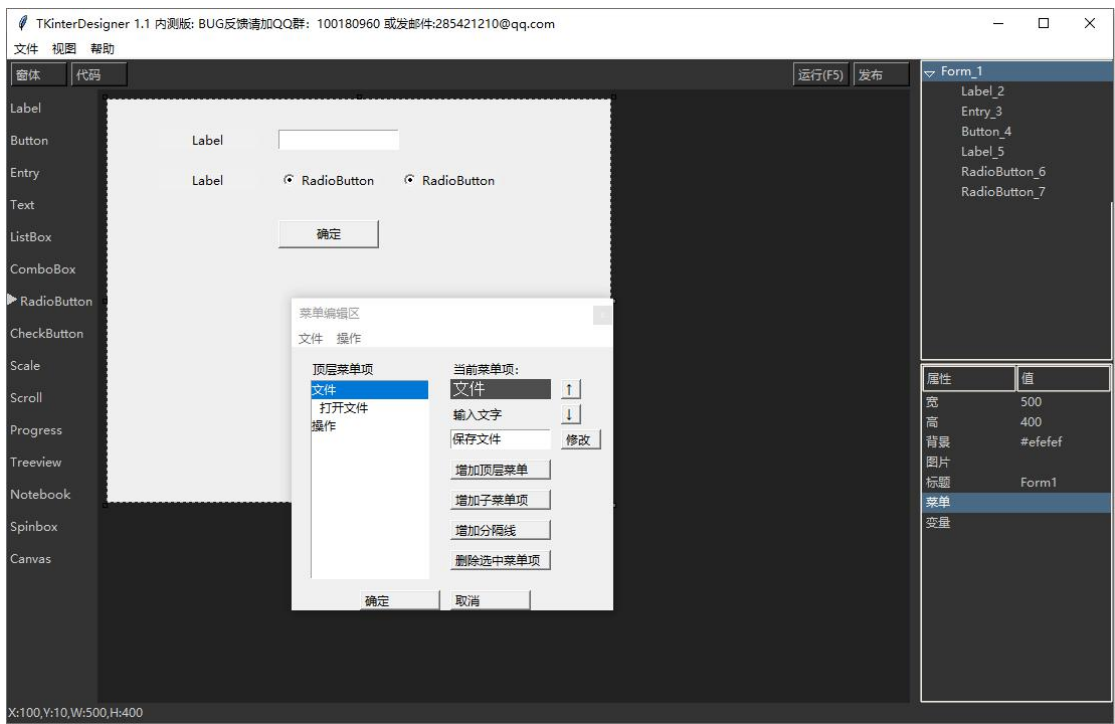 TKinterDesigner 1.1 内测版: BUG反馈请加QQ群：100180960 或发邮件:285421210@qq.com
文件 视图 帮助
窗体 代码 运行(F5) 发布
Label
Button
Entry
Text
ListBox
ComboBox
RadioButton
CheckButton
Scale
Scroll
Progress
Treeview
Notebook
Spinbox
Canvas
Label
Label RadioButton RadioButton
确定
菜单编辑区
文件 操作
顶层菜单项
文件
打开文件
操作
当前菜单项:
文件 ↑
输入文字 ↓
保存文件 修改
增加顶层菜单
增加子菜单项
增加分隔线
删除选中菜单项
确定 取消
Form_1
Label_2
Entry_3
Button_4
Label_5
RadioButton_6
RadioButton_7
属性 值
宽 500
高 400
背景 #efefef
图片
标题 Form1
菜单
变量
X:100,Y:10,W:500,H:400